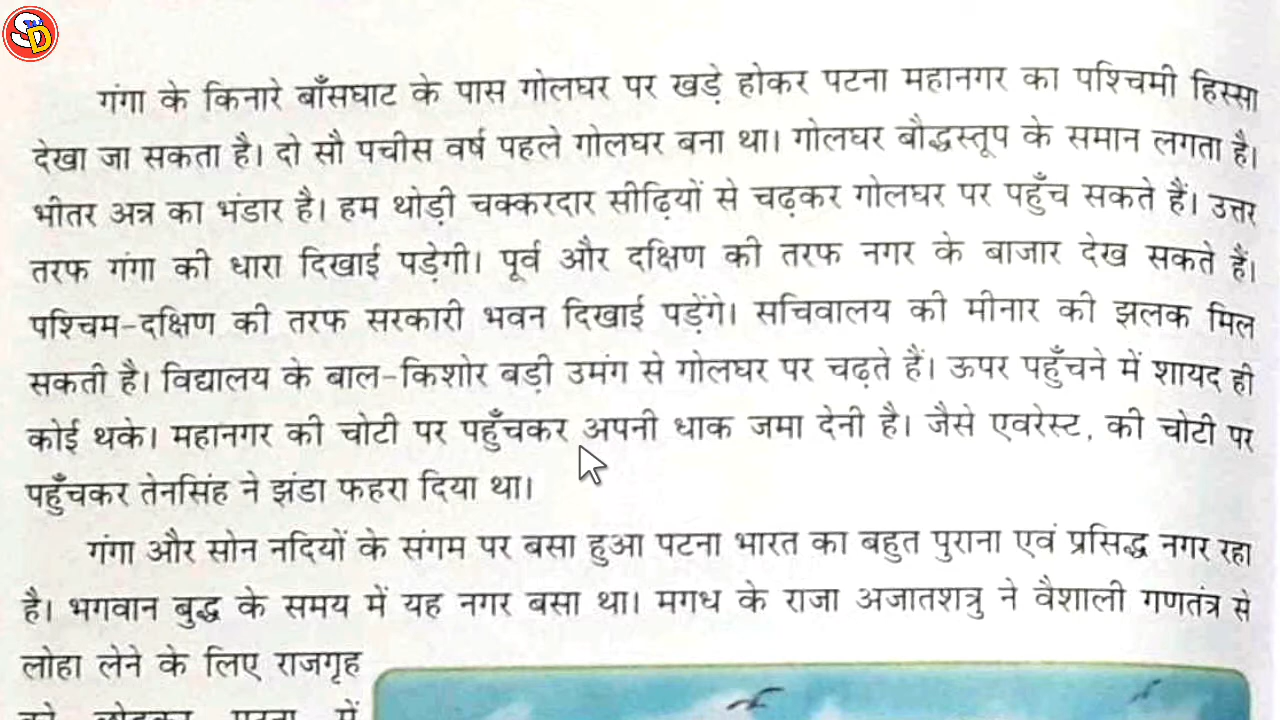 गंगा के किनारे बाँसघाट के पास गोलघर पर खड़े होकर पटना महानगर का पश्चिमी हिस्सा
देखा जा सकता है। दो सौ पचीस वर्ष पहले गोलघर बना था। गोलघर बौद्धस्तूप के समान लगता है।
भीतर अन्न का भंडार है। हम थोड़ी चक्करदार सीढ़ियों से चढ़कर गोलघर पर पहुँच सकते हैं। उत्तर
तरफ गंगा की धारा दिखाई पड़ेगी। पूर्व और दक्षिण की तरफ नगर के बाजार देख सकते हैं।
पश्चिम-दक्षिण की तरफ सरकारी भवन दिखाई पड़ेंगे। सचिवालय की मीनार की झलक मिल
सकती है। विद्यालय के बाल-किशोर बड़ी उमंग से गोलघर पर चढ़ते हैं। ऊपर पहुँचने में शायद ही
कोई थके। महानगर की चोटी पर पहुँचकर अपनी धाक जमा देनी है। जैसे एवरेस्ट, की चोटी पर
पहुँचकर तेनसिंह ने झंडा फहरा दिया था।
गंगा और सोन नदियों के संगम पर बसा हुआ पटना भारत का बहुत पुराना एवं प्रसिद्ध नगर रहा
है। भगवान बुद्ध के समय में यह नगर बसा था। मगध के राजा अजातशत्रु ने वैशाली गणतंत्र से
लोहा लेने के लिए राजगृह